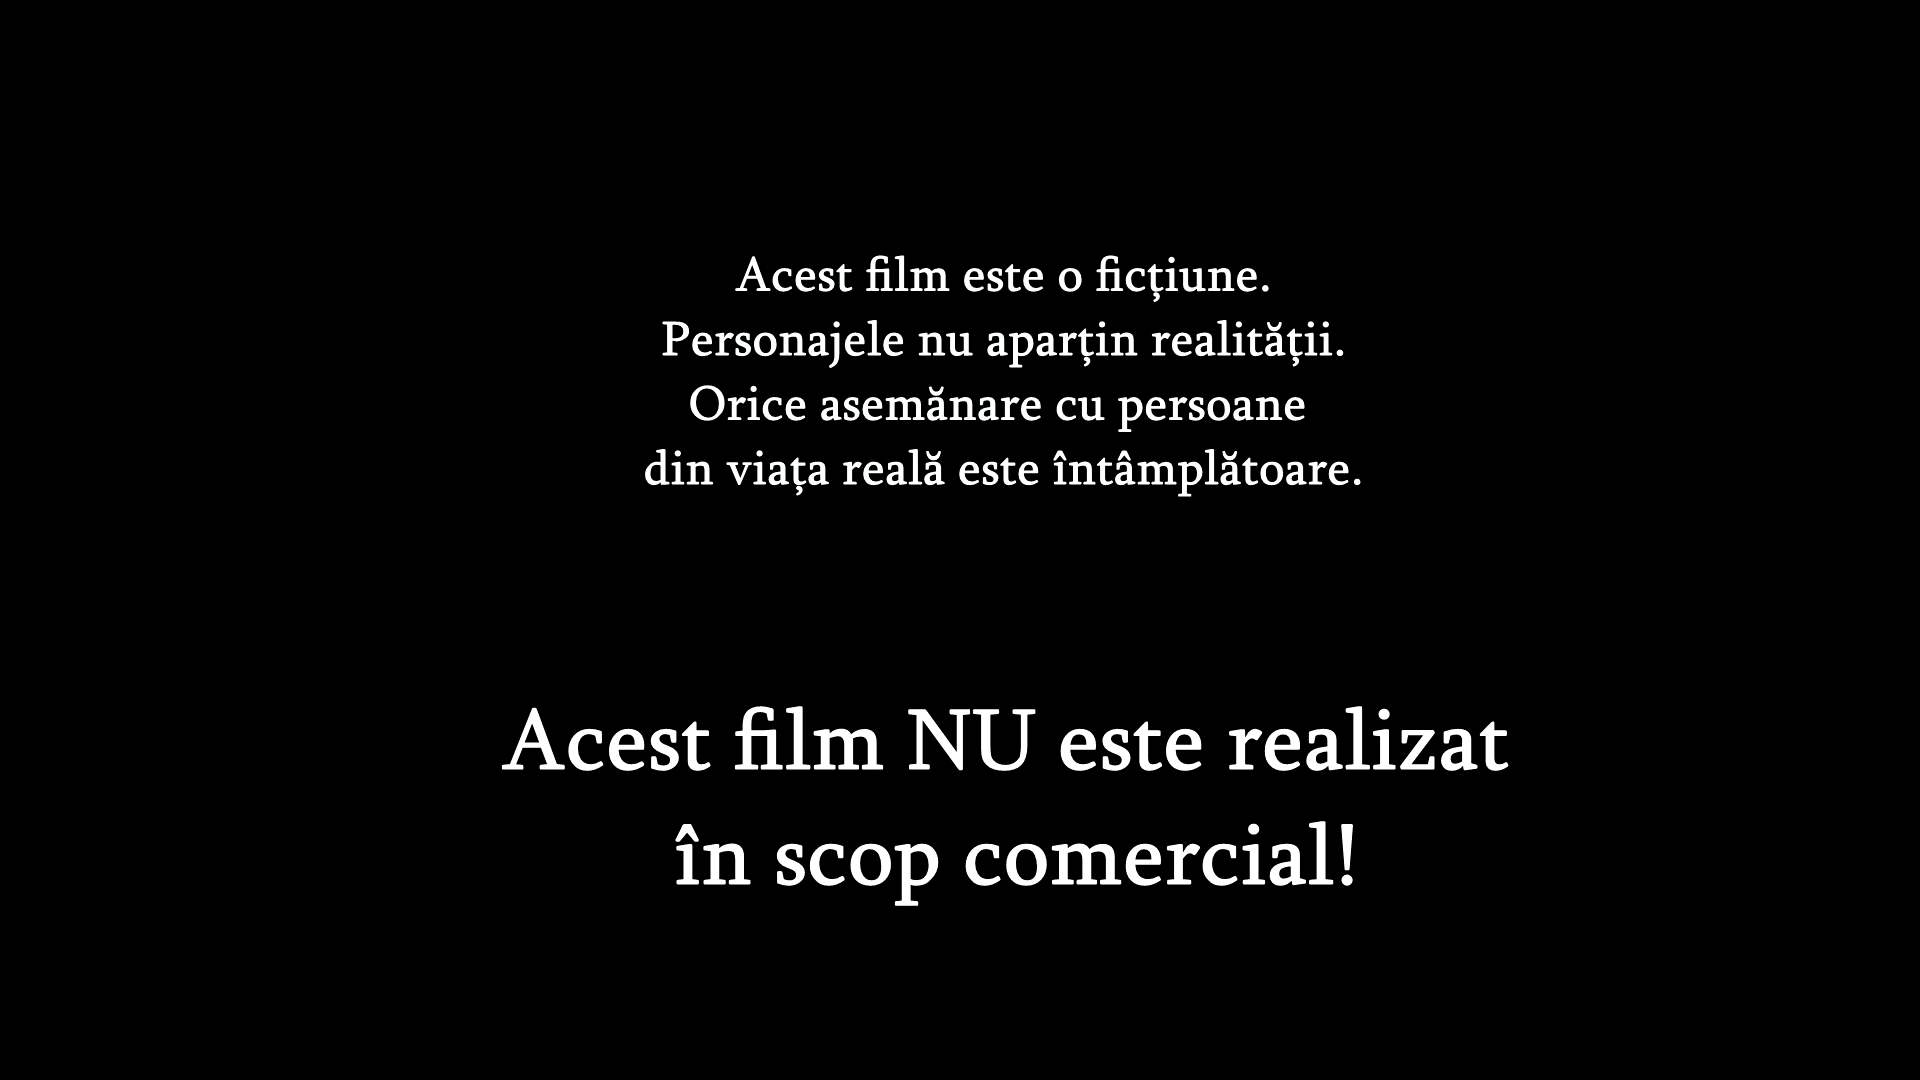 Acest film este o ficțiune.
Personajele nu aparțin realității.
Orice asemănare cu persoane
din viața reală este întâmplătoare.
Acest film NU este realizat
în scop comercial!